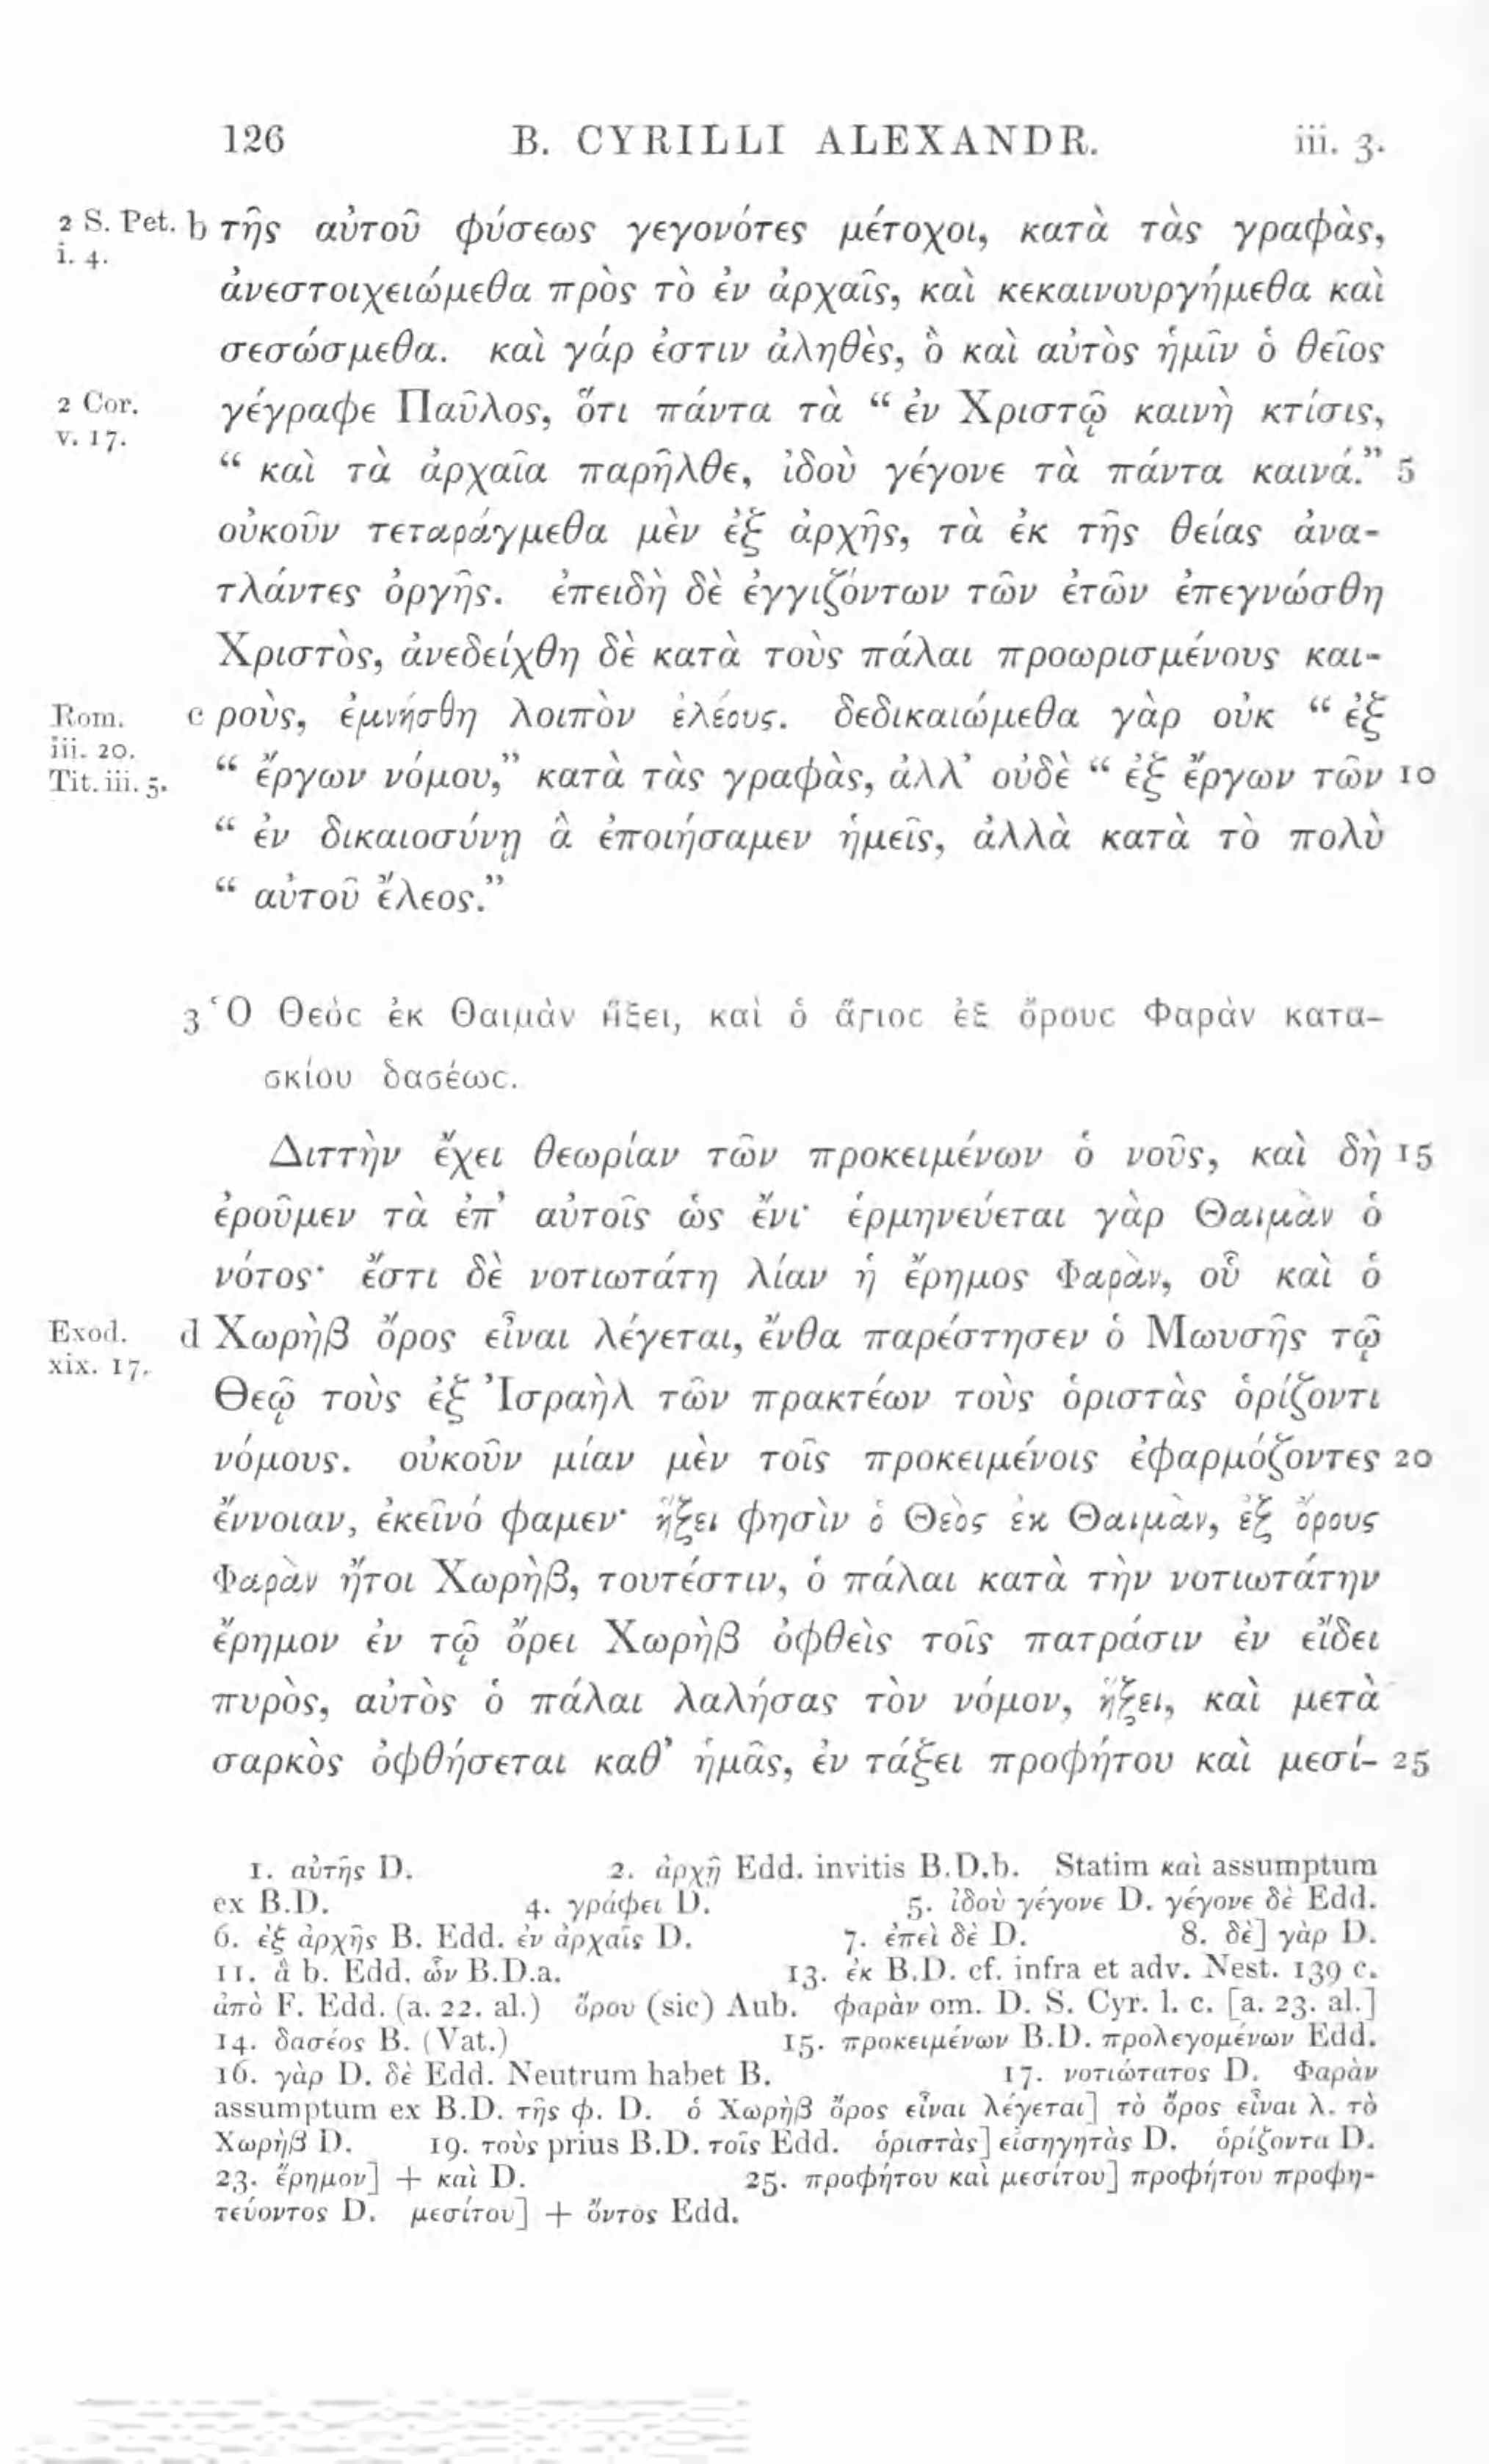 126 B. CYRILLI ALEXANDR. iii. 3.
2 S. Pet. b τῆς αὐτοῦ φύσεως γεγονότες μέτοχοι, κατὰ τὰς γραφὰς,
i. 4.
ἀνεστοιχειώμεθα πρὸς τὸ ἐν ἀρχαῖς, καὶ κεκαινουργήμεθα καὶ
σεσώσμεθα. καὶ γάρ ἐστιν ἀληθὲς, ὃ καὶ αὐτὸς ἡμῖν ὁ θεῖος
2 Cor. γέγραφε Παῦλος, ὅτι πάντα τὰ “ ἐν Χριστῷ καινὴ κτίσις,
v. 17.
“ καὶ τὰ ἀρχαῖα παρῆλθε, ἰδοὺ γέγονε τὰ πάντα καινά.” 5
οὐκοῦν τεταράγμεθα μὲν ἐξ ἀρχῆς, τὰ ἐκ τῆς θείας ἀνα-
τλάντες ὀργῆς. ἐπειδὴ δὲ ἐγγιζόντων τῶν ἐτῶν ἐπεγνώσθη
Χριστὸς, ἀνεδείχθη δὲ κατὰ τοὺς πάλαι προωρισμένους και-
Rom. c ροὺς, ἐμνήσθη λοιπὸν ἐλέους. δεδικαιώμεθα γὰρ οὐκ “ ἐξ
iii. 20.
Tit. iii. 5. “ ἔργων νόμου,” κατὰ τὰς γραφὰς, ἀλλ’ οὐδὲ “ ἐξ ἔργων τῶν 10
“ ἐν δικαιοσύνῃ ἃ ἐποιήσαμεν ἡμεῖς, ἀλλὰ κατὰ τὸ πολὺ
“ αὐτοῦ ἔλεος.”
3 Ὁ Θεὸς ἐκ Θαιμὰν ἥξει, καὶ ὁ ἅγιος ἐξ ὄρους Φαρὰν κατα-
σκίου δασέως.
Διττὴν ἔχει θεωρίαν τῶν προκειμένων ὁ νοῦς, καὶ δὴ 15
ἐροῦμεν τὰ ἐπ’ αὐτοῖς ὡς ἔνι· ἑρμηνεύεται γὰρ Θαιμὰν ὁ
νότος· ἔστι δὲ νοτιωτάτη λίαν ἡ ἔρημος Φαρὰν, οὗ καὶ ὁ
Exod. d Χωρὴβ ὄρος εἶναι λέγεται, ἔνθα παρέστησεν ὁ Μωυσῆς τῷ
xix. 17.
Θεῷ τοὺς ἐξ Ἰσραὴλ τῶν πρακτέων τοὺς ὁριστὰς ὁρίζοντι
νόμους. οὐκοῦν μίαν μὲν τοῖς προκειμένοις ἐφαρμόζοντες 20
ἔννοιαν, ἐκεῖνό φαμεν· ἥξει φησὶν ὁ Θεὸς ἐκ Θαιμὰν, ἐξ ὄρους
Φαρὰν ἤτοι Χωρὴβ, τουτέστιν, ὁ πάλαι κατὰ τὴν νοτιωτάτην
ἔρημον ἐν τῷ ὄρει Χωρὴβ ὀφθεὶς τοῖς πατράσιν ἐν εἴδει
πυρὸς, αὐτὸς ὁ πάλαι λαλήσας τὸν νόμον, ἥξει, καὶ μετὰ
σαρκὸς ὀφθήσεται καθ’ ἡμᾶς, ἐν τάξει προφήτου καὶ μεσί- 25
1. αὐτῆς D. 2. ἀρχῇ Edd. invitis B.D.b. Statim καὶ assumptum
ex B.D. 4. γράφει D. 5. ἰδοὺ γέγονε D. γέγονε δὲ Edd.
6. ἐξ ἀρχῆς B. Edd. ἐν ἀρχαῖς D. 7. ἐπεὶ δὲ D. 8. δὲ] γὰρ D.
11. ἃ b. Edd. ὧν B.D.a. 13. ἐκ B.D. cf. infra et adv. Nest. 139 c.
ἀπὸ F. Edd. (a. 22. al.) ὄρου (sic) Aub. φαρὰν om. D. S. Cyr. l. c. [a. 23. al.]
14. δασέος B. (Vat.) 15. προκειμένων B.D. προλεγομένων Edd.
16. γὰρ D. δὲ Edd. Neutrum habet B. 17. νοτιώτατος D. Φαρὰν
assumptum ex B.D. τῆς φ. D. ὁ Χωρὴβ ὄρος εἶναι λέγεται] τὸ ὄρος εἶναι λ. τὸ
Χωρὴβ D. 19. τοὺς prius B.D. τοῖς Edd. ὁριστὰς] εἰσηγητὰς D. ὁρίζοντα D.
23. ἔρημον] + καὶ D. 25. προφήτου καὶ μεσίτου] προφήτου προφη-
τεύοντος D. μεσίτου] + ὄντος Edd.